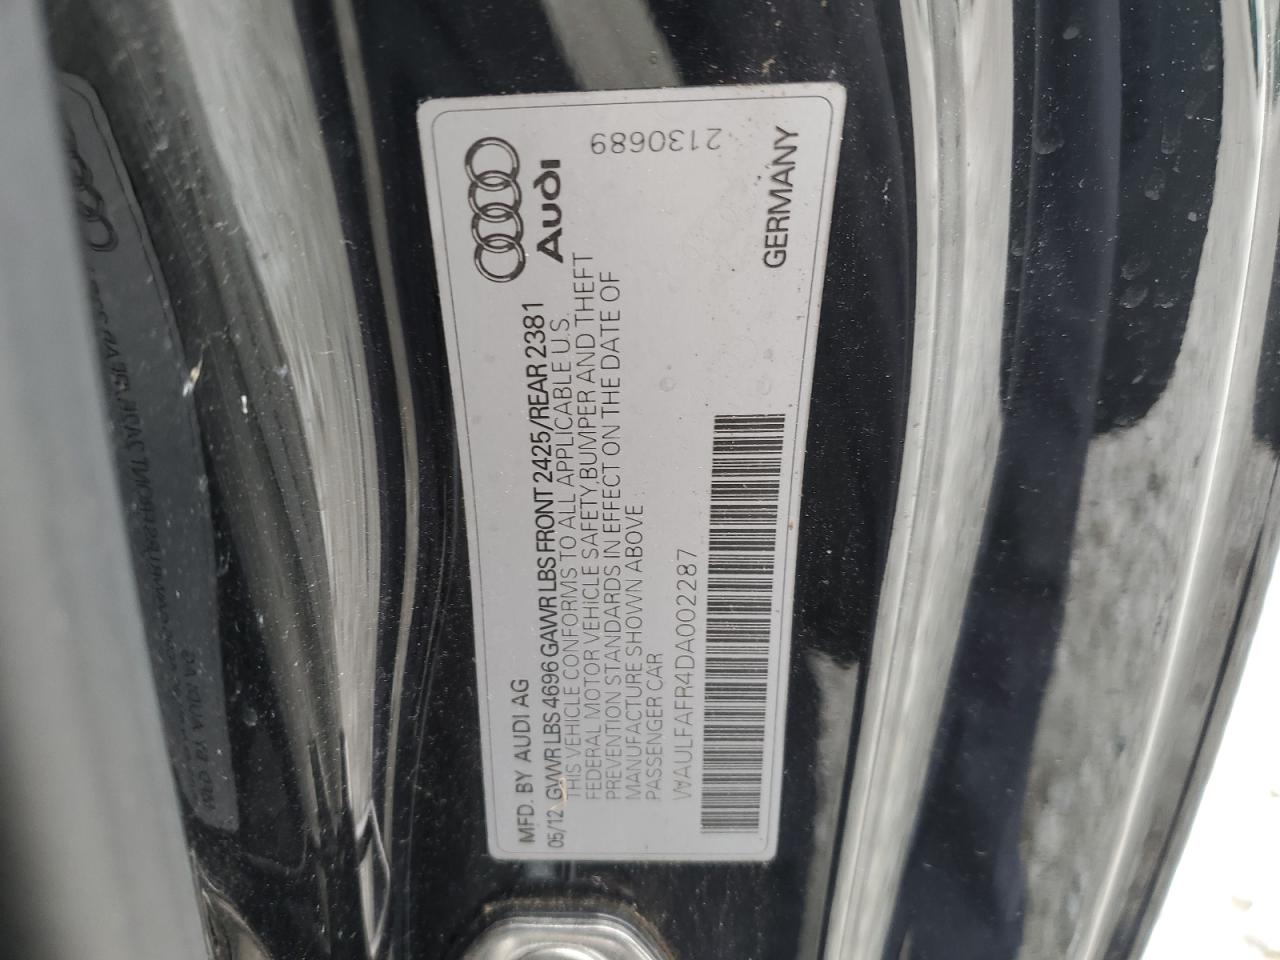 MFD. BY AUDI AG
Audi
05/12 GVWR LBS 4696 GAWR LBS FRONT 2425/REAR 2381
THIS VEHICLE CONFORMS TO ALL APPLICABLE U.S.
FEDERAL MOTOR VEHICLE SAFETY, BUMPER AND THEFT
PREVENTION STANDARDS IN EFFECT ON THE DATE OF
MANUFACTURE SHOWN ABOVE
PASSENGER CAR
WAULFAFR4DA002287
2130689
GERMANY